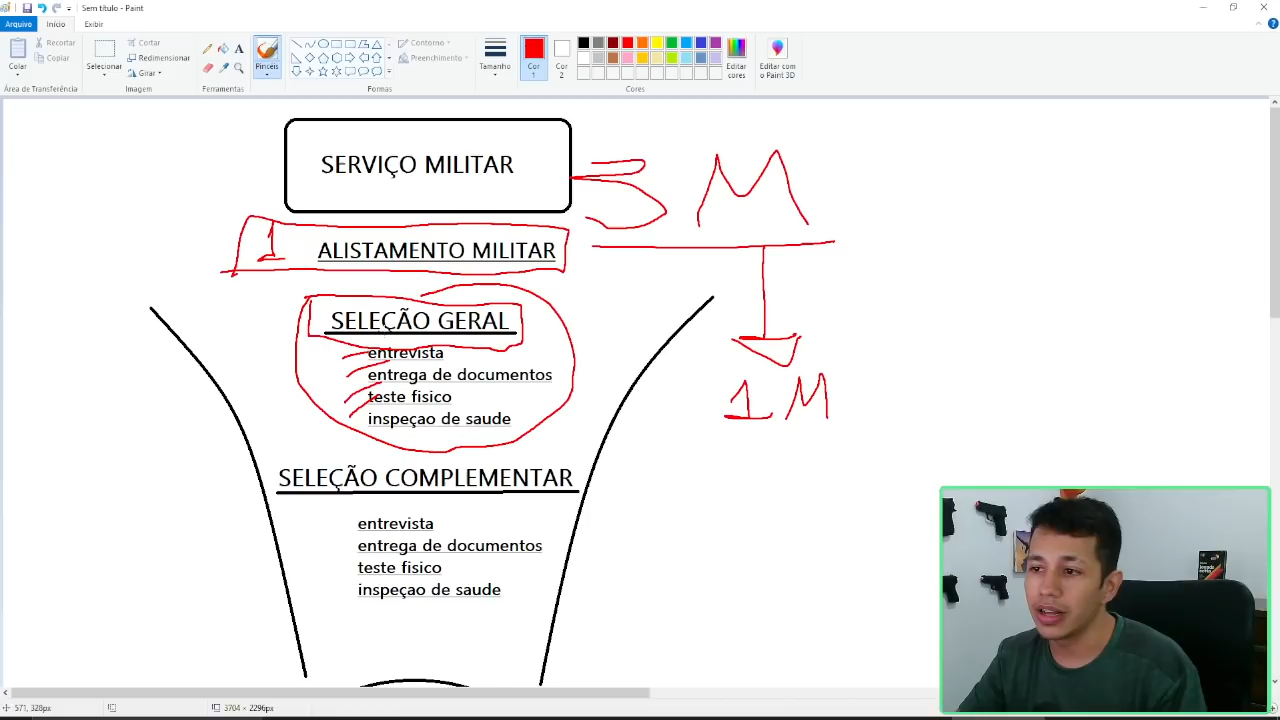 Sem título - Paint
Arquivo Início Exibir
Colar
Recortar
Copiar
Área de Transferência
Selecionar
Cortar
Redimensionar
Girar
Imagem
Ferramentas
Pincéis
Contorno
Preenchimento
Formas
Tamanho
Cor 1
Cor 2
Editar cores
Editar com o Paint 3D
Cores
SERVIÇO MILITAR
3 M
1 ALISTAMENTO MILITAR
SELEÇÃO GERAL
entrevista
entrega de documentos
teste fisico
inspeçao de saude
1 M
SELEÇÃO COMPLEMENTAR
entrevista
entrega de documentos
teste fisico
inspeçao de saude
571, 328px
3704 × 2296px